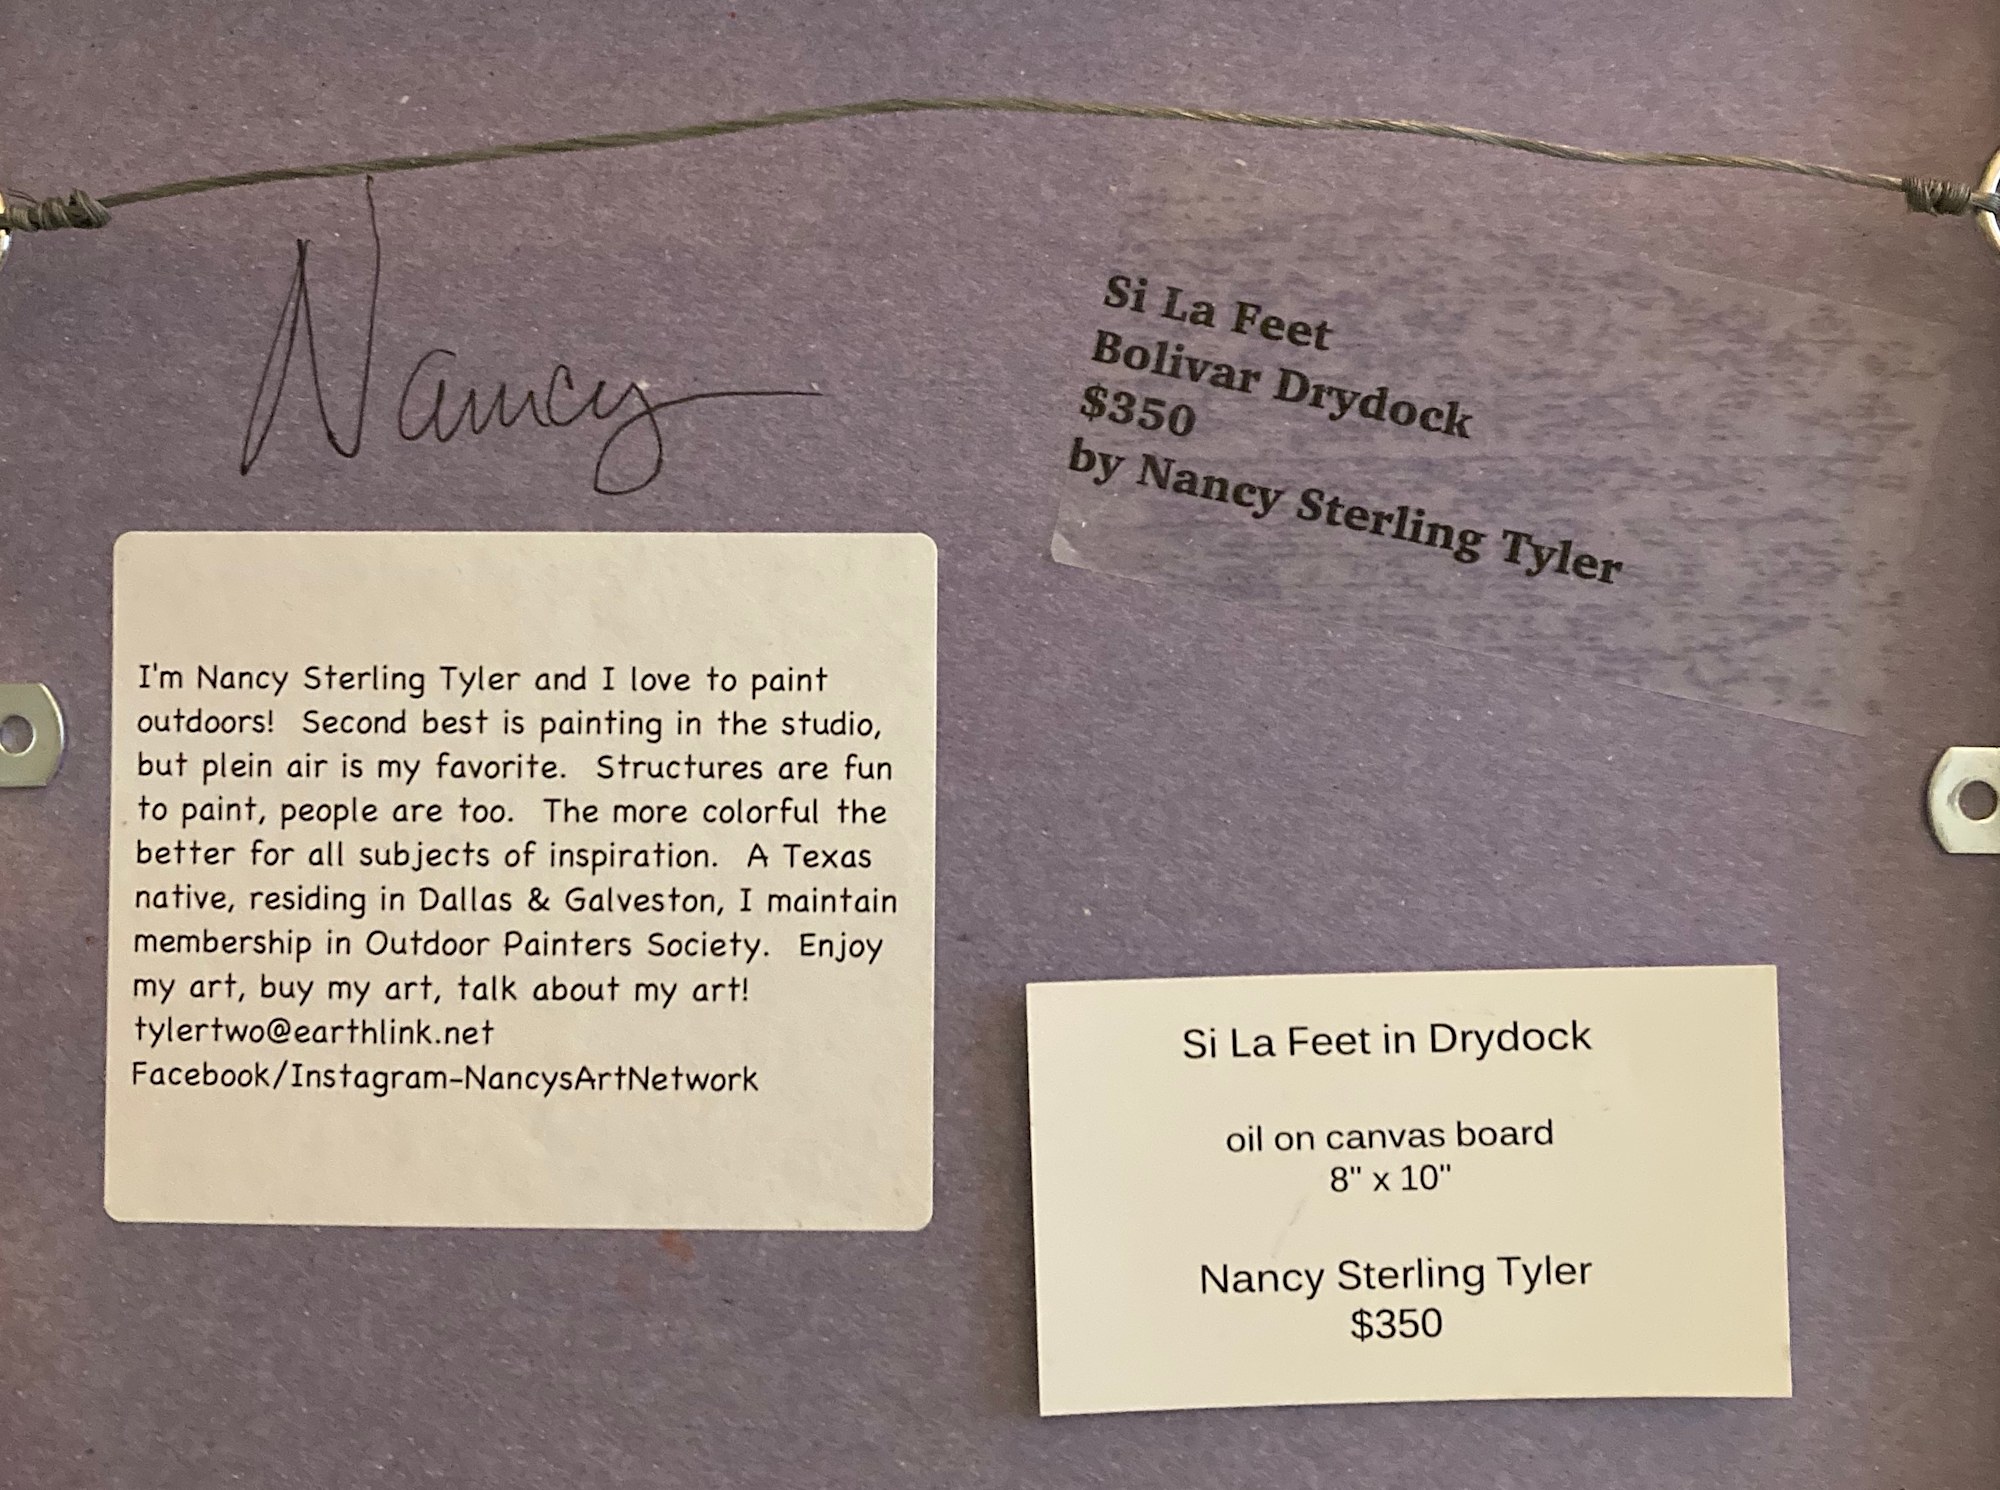 Nancy
Si La Feet
Bolivar Drydock
$350
by Nancy Sterling Tyler
I'm Nancy Sterling Tyler and I love to paint
outdoors!  Second best is painting in the studio,
but plein air is my favorite.  Structures are fun
to paint, people are too.  The more colorful the
better for all subjects of inspiration.  A Texas
native, residing in Dallas & Galveston, I maintain
membership in Outdoor Painters Society.  Enjoy
my art, buy my art, talk about my art!
tylertwo@earthlink.net
Facebook/Instagram-NancysArtNetwork
Si La Feet in Drydock
oil on canvas board
8" x 10"
Nancy Sterling Tyler
$350